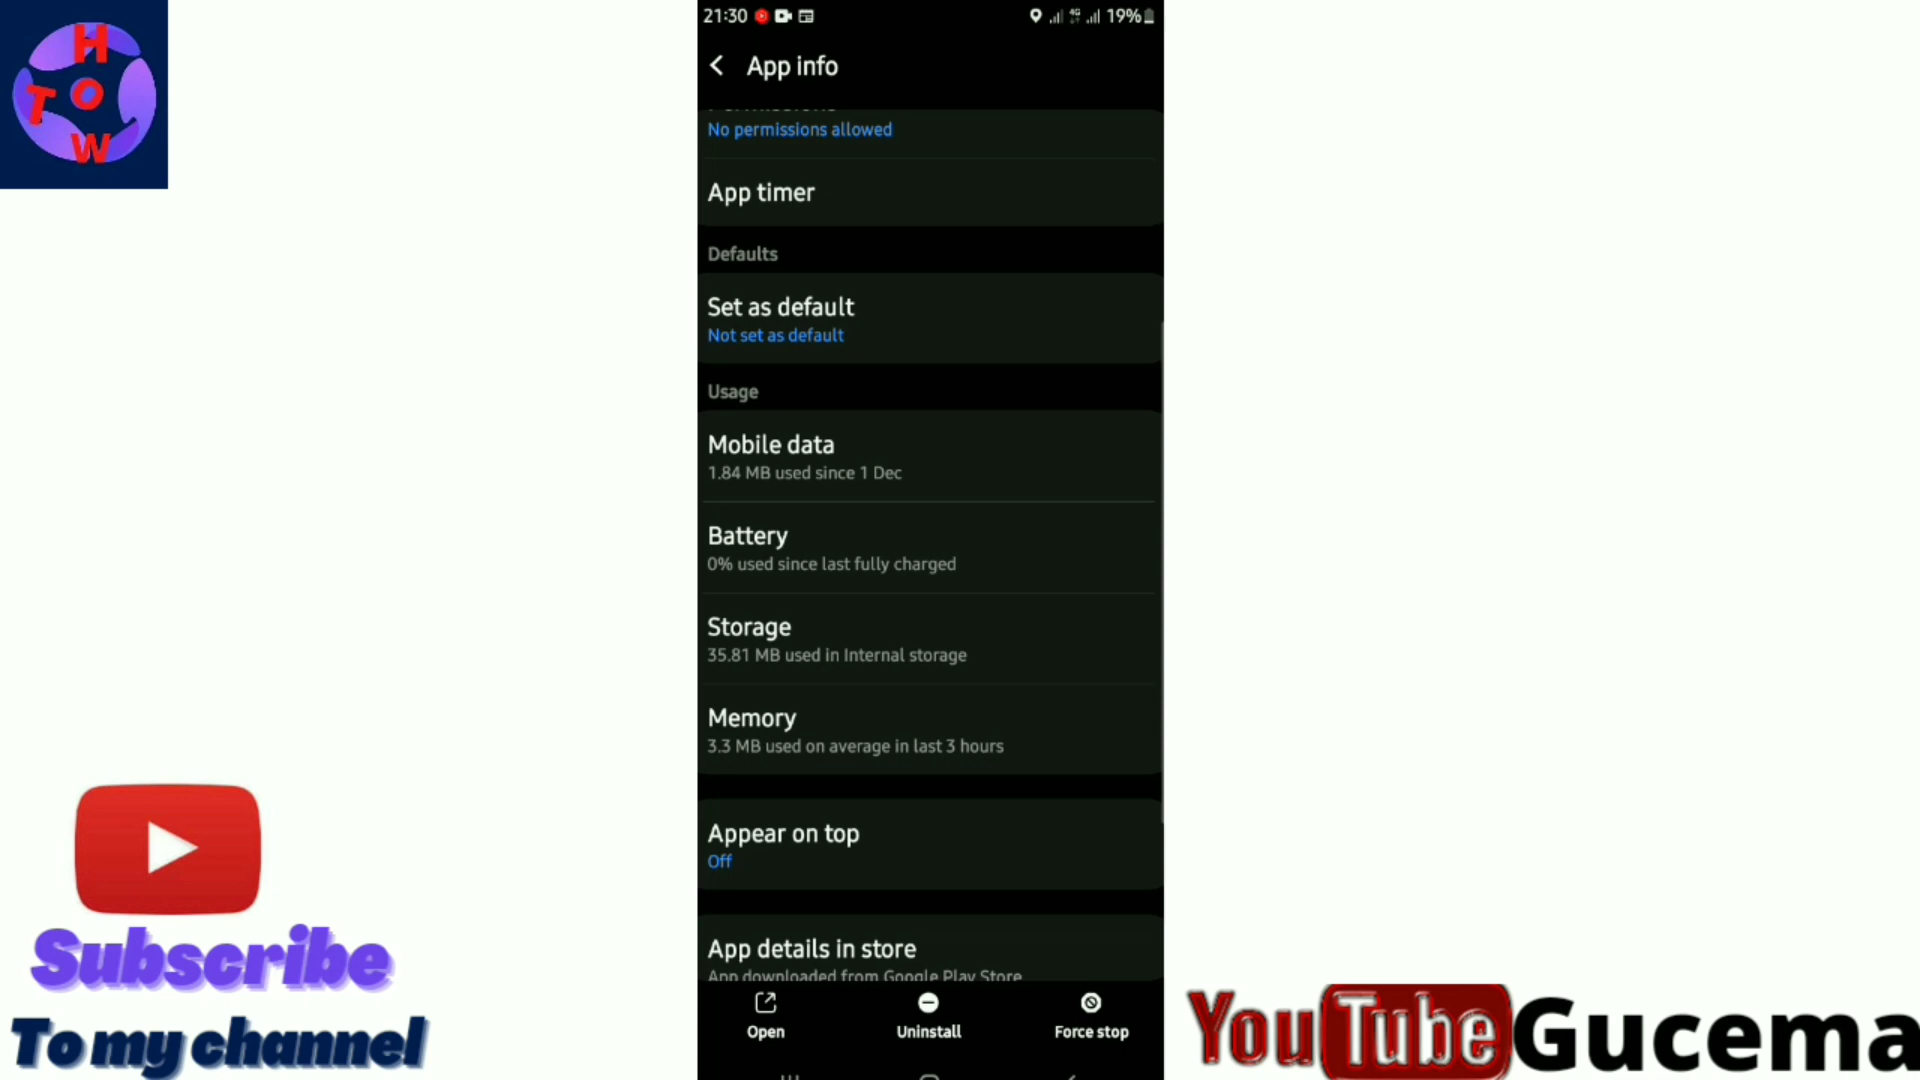 H
T O
W
21:30
4G
19%
App info
No permissions allowed
App timer
Defaults
Set as default
Not set as default
Usage
Mobile data
1.84 MB used since 1 Dec
Battery
0% used since last fully charged
Storage
35.81 MB used in Internal storage
Memory
3.3 MB used on average in last 3 hours
Appear on top
Off
App details in store
App downloaded from Google Play Store
Open
Uninstall
Force stop
Subscribe
To my channel
YouTube Gucema